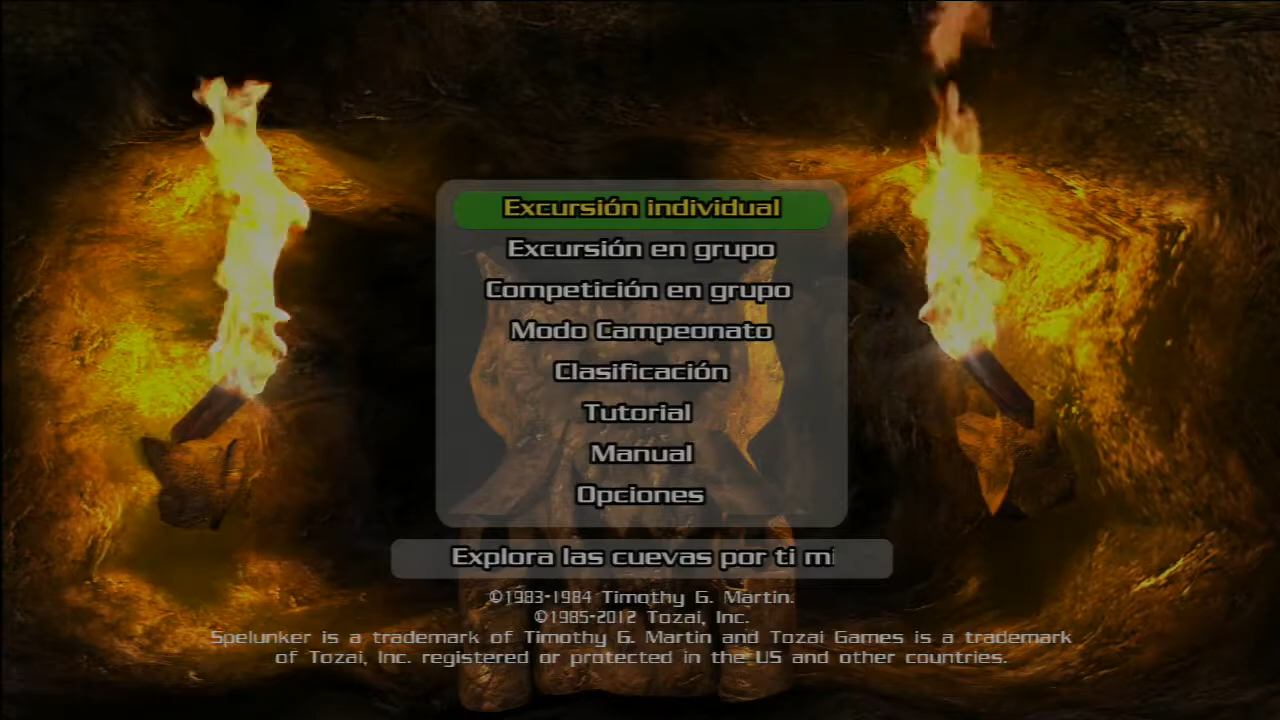 Excursión individual
Excursión en grupo
Competición en grupo
Modo Campeonato
Clasificación
Tutorial
Manual
Opciones
Explora las cuevas por ti mi
©1983-1984 Timothy G. Martin.
©1985-2012 Tozai, Inc.
Spelunker is a trademark of Timothy G. Martin and Tozai Games is a trademark
of Tozai, Inc. registered or protected in the US and other countries.